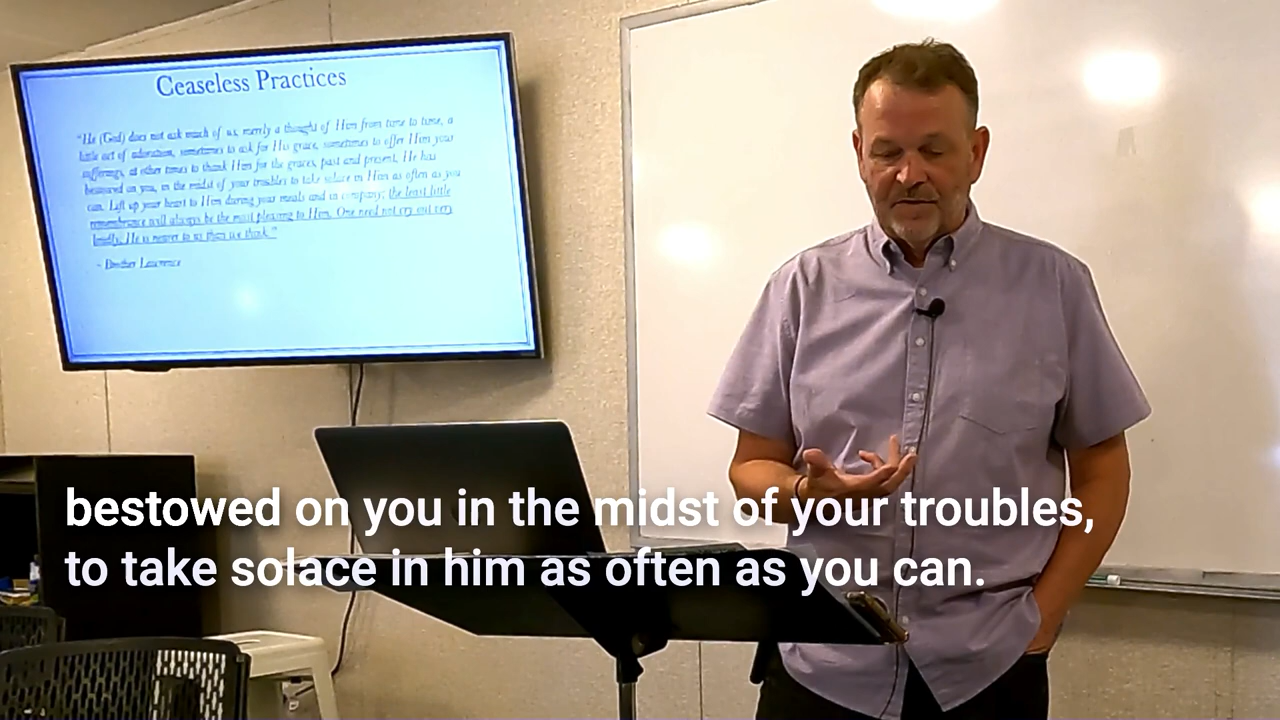 Ceaseless Practices
"He (God) does not ask much of us, merely a thought of Him from time to time, a
little act of adoration, sometimes to ask for His grace, sometimes to offer Him your
sufferings, at other times to thank Him for the graces, past and present, He has
bestowed on you, in the midst of your troubles to take solace in Him as often as you
can. Lift up your heart to Him during your meals and in company; the least little
remembrance will always be the most pleasing to Him. One need not cry out very
loudly, He is nearer to us than we think."
- Brother Lawrence
bestowed on you in the midst of your troubles,
to take solace in him as often as you can.